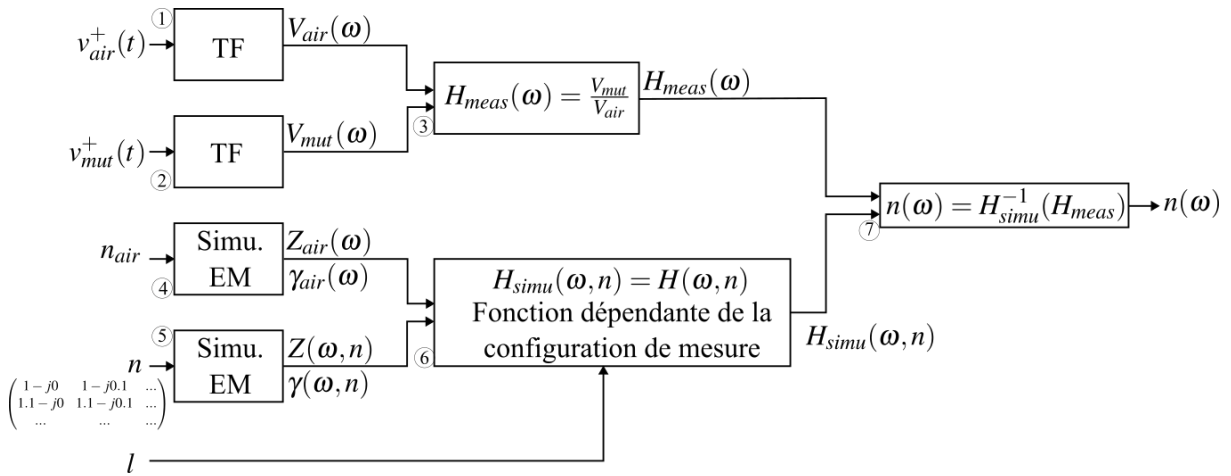 ①
v⁺air(t)
TF
Vair(ω)
②
v⁺mut(t)
TF
Vmut(ω)
③
Hmeas(ω) = Vmut/Vair
Hmeas(ω)
④
nair
Simu.
EM
Zair(ω)
γair(ω)
⑤
n
Simu.
EM
Z(ω,n)
γ(ω,n)
1 − j0 1 − j0.1 ...
1.1 − j0 1.1 − j0.1 ...
... ... ...
l
⑥
Hsimu(ω,n) = H(ω,n)
Fonction dépendante de la
configuration de mesure
Hsimu(ω,n)
⑦
n(ω) = H⁻¹simu(Hmeas)
n(ω)